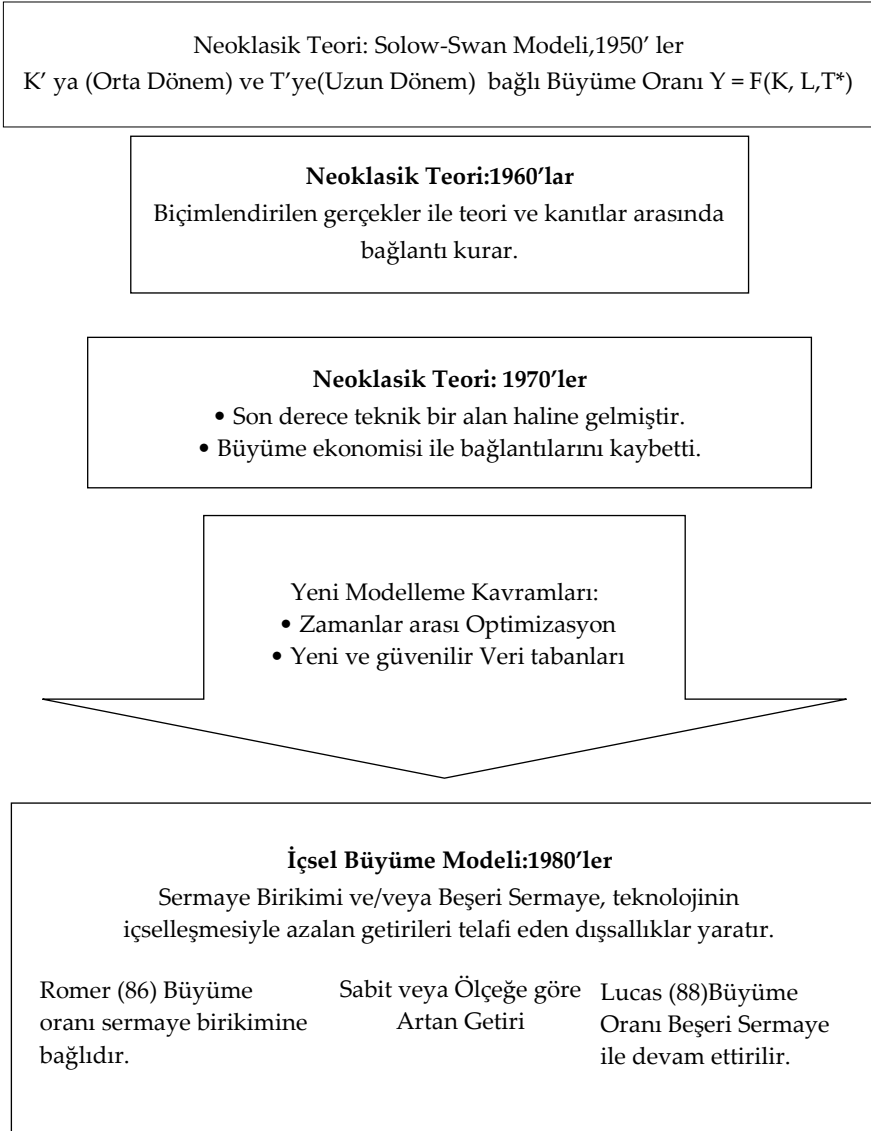 Neoklasik Teori: Solow-Swan Modeli,1950' ler
K' ya (Orta Dönem) ve T'ye(Uzun Dönem) bağlı Büyüme Oranı Y = F(K, L,T*)
Neoklasik Teori:1960'lar
Biçimlendirilen gerçekler ile teori ve kanıtlar arasında
bağlantı kurar.
Neoklasik Teori: 1970'ler
• Son derece teknik bir alan haline gelmiştir.
• Büyüme ekonomisi ile bağlantılarını kaybetti.
Yeni Modelleme Kavramları:
• Zamanlar arası Optimizasyon
• Yeni ve güvenilir Veri tabanları
İçsel Büyüme Modeli:1980'ler
Sermaye Birikimi ve/veya Beşeri Sermaye, teknolojinin
içselleşmesiyle azalan getirileri telafi eden dışsallıklar yaratır.
Romer (86) Büyüme
oranı sermaye birikimine
bağlıdır.
Sabit veya Ölçeğe göre
Artan Getiri
Lucas (88)Büyüme
Oranı Beşeri Sermaye
ile devam ettirilir.